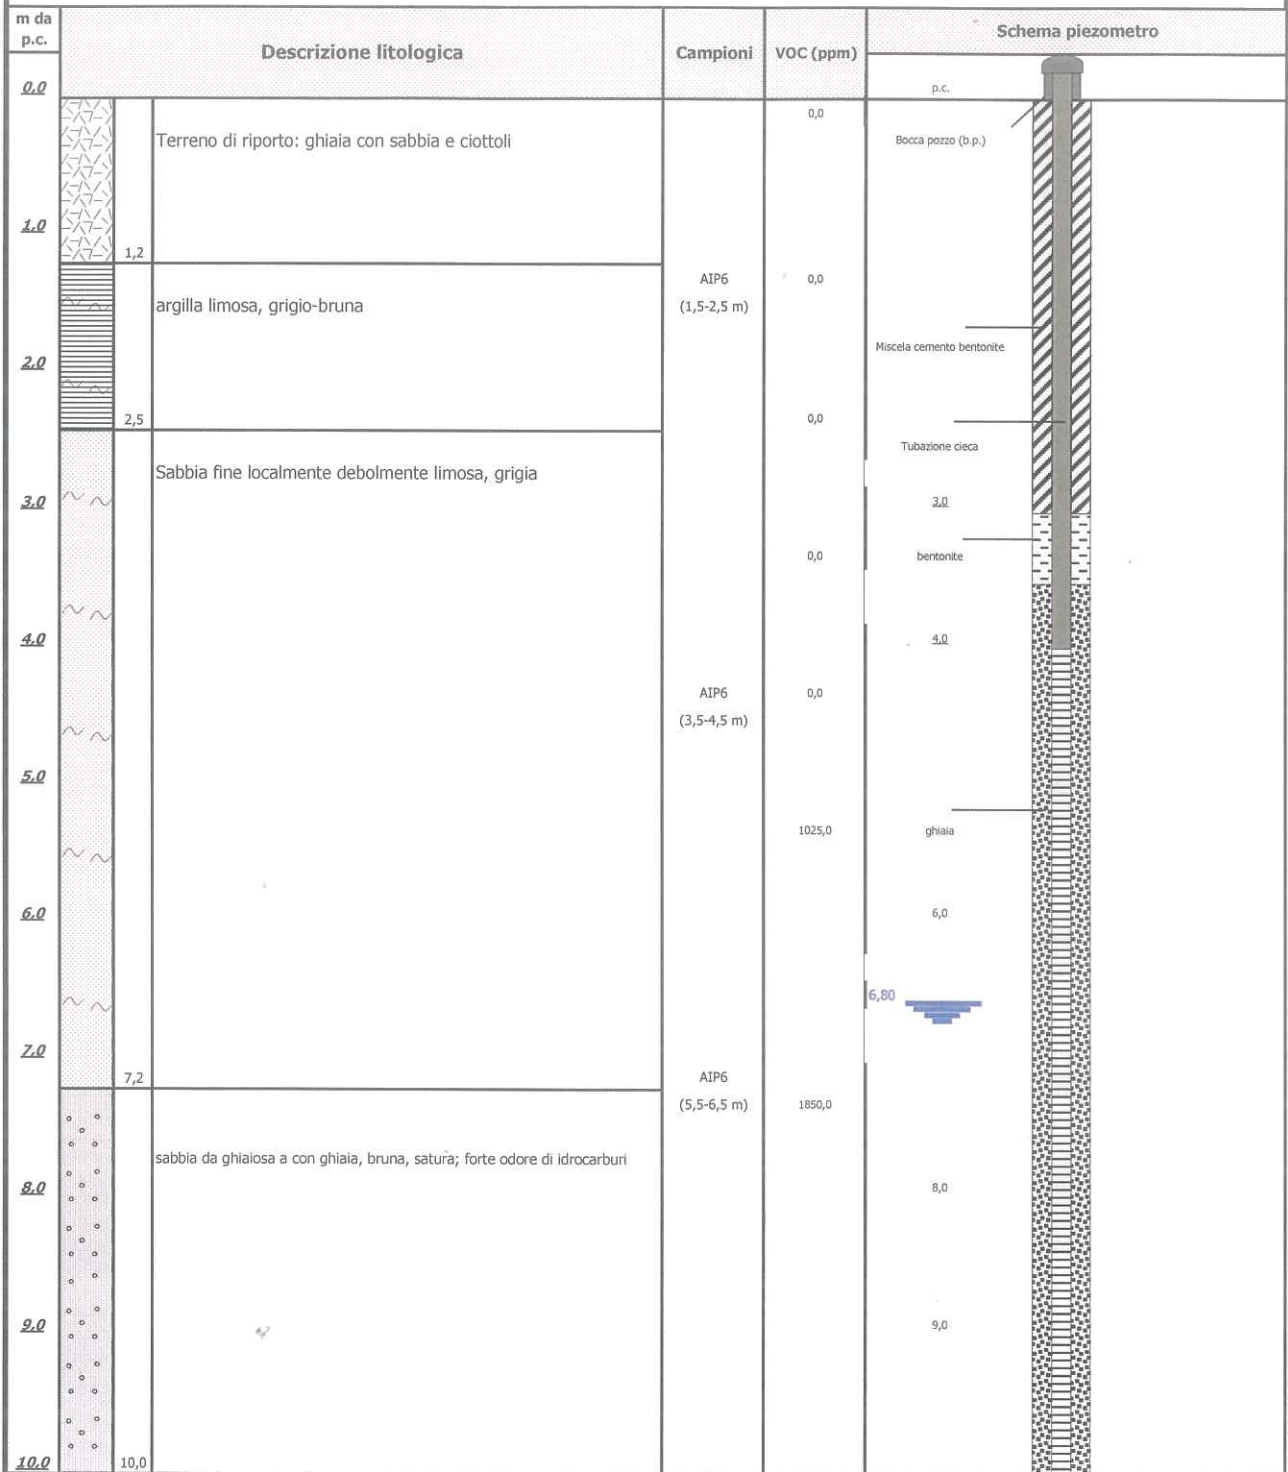 m da
p.c.
Descrizione litologica
Campioni
VOC (ppm)
Schema piezometro
0.0
p.c.
0,0
Terreno di riporto: ghiaia con sabbia e ciottoli
Bocca pozzo (b.p.)
1.0
1,2
AIP6
0,0
argilla limosa, grigio-bruna
(1,5-2,5 m)
Miscela cemento bentonite
2.0
2,5
0,0
Tubazione cieca
Sabbia fine localmente debolmente limosa, grigia
3.0
3.0
0,0
bentonite
4.0
4.0
AIP6
0,0
(3,5-4,5 m)
5.0
1025,0
ghiaia
6.0
6,0
6,80
7.0
7,2
AIP6
(5,5-6,5 m)
1850,0
sabbia da ghiaiosa a con ghiaia, bruna, satura; forte odore di idrocarburi
8.0
8,0
9.0
9,0
10.0
10,0